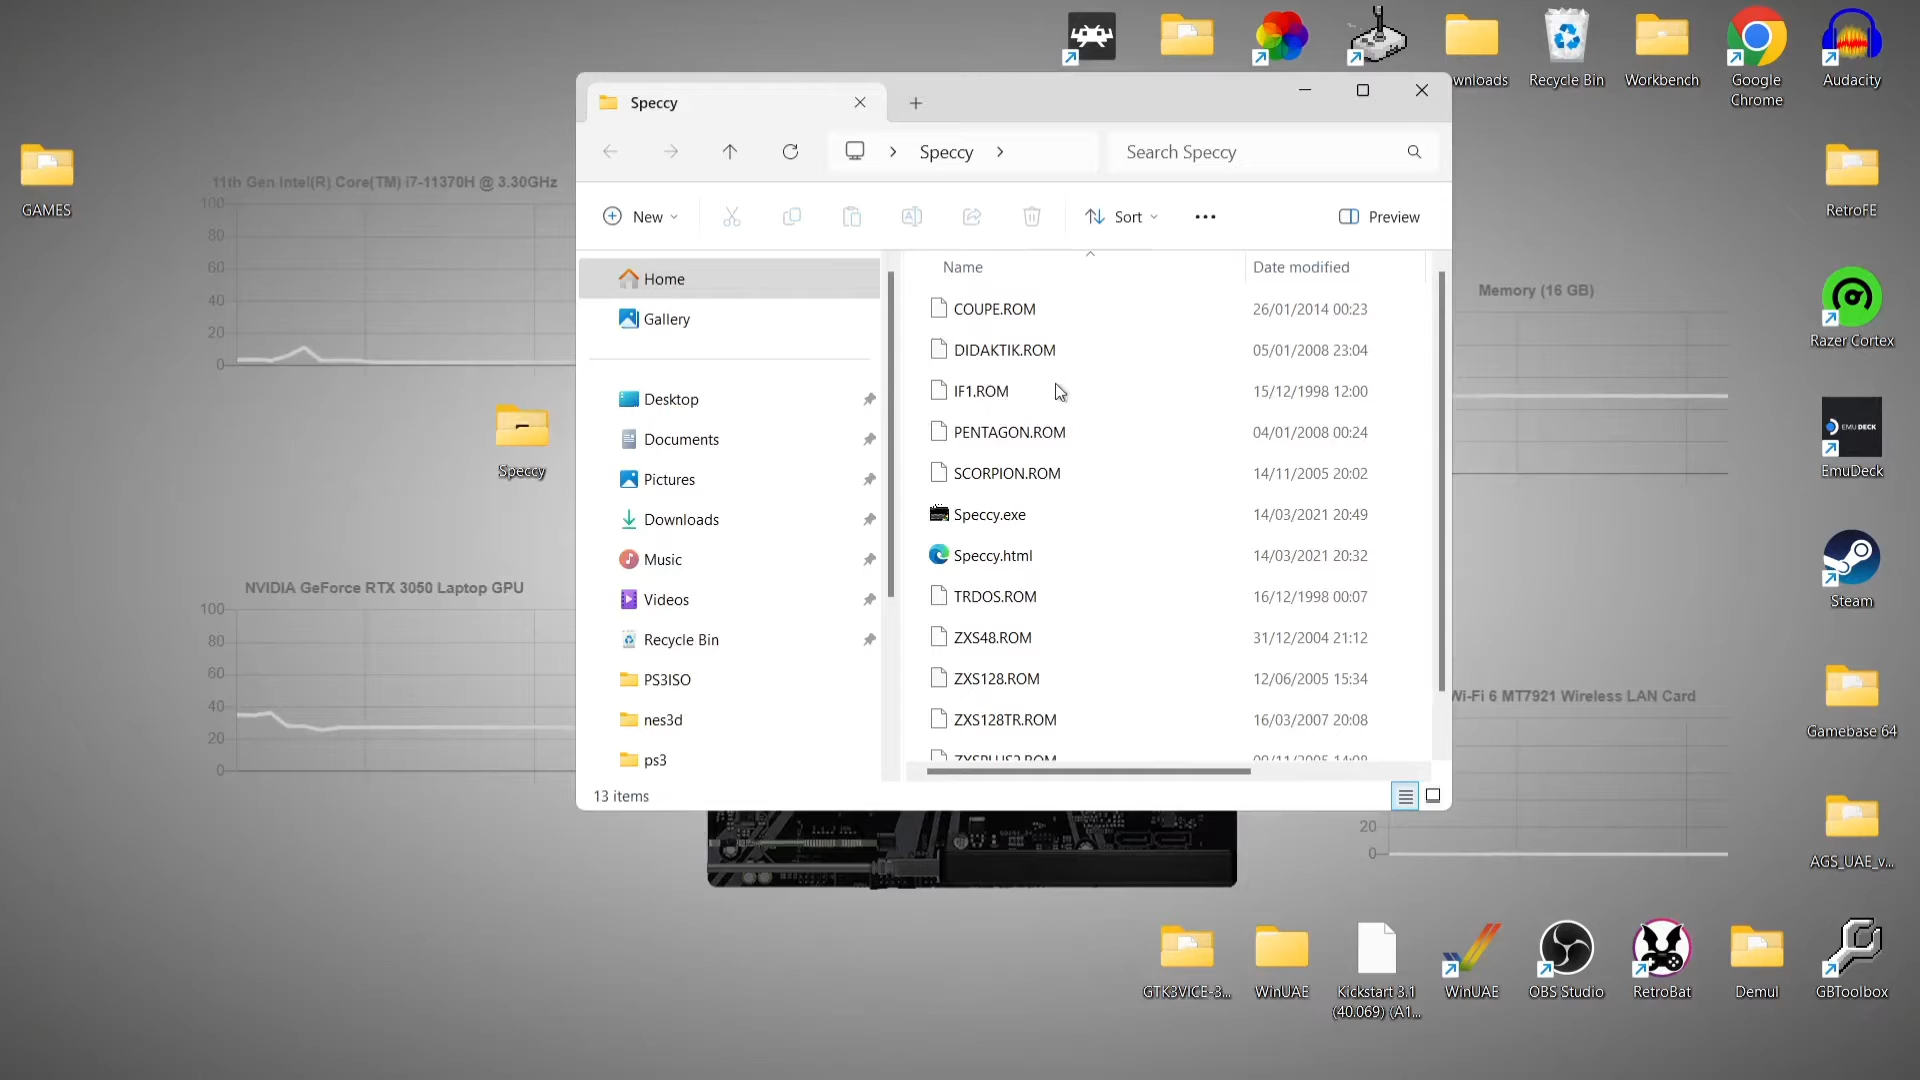 wnloads
Recycle Bin
Workbench
Google
Chrome
Audacity
Speccy
Speccy
Search Speccy
GAMES
11th Gen Intel(R) Core(TM) i7-11370H @ 3.30GHz
100
80
60
40
20
0
New
Sort
Preview
RetroFE
Home
Gallery
Desktop
Documents
Pictures
Downloads
Music
Videos
Recycle Bin
PS3ISO
nes3d
ps3
Name Date modified
COUPE.ROM 26/01/2014 00:23
DIDAKTIK.ROM 05/01/2008 23:04
IF1.ROM 15/12/1998 12:00
PENTAGON.ROM 04/01/2008 00:24
SCORPION.ROM 14/11/2005 20:02
Speccy.exe 14/03/2021 20:49
Speccy.html 14/03/2021 20:32
TRDOS.ROM 16/12/1998 00:07
ZXS48.ROM 31/12/2004 21:12
ZXS128.ROM 12/06/2005 15:34
ZXS128TR.ROM 16/03/2007 20:08
13 items
Memory (16 GB)
Razer Cortex
Speccy
EMUDECK
EmuDeck
NVIDIA GeForce RTX 3050 Laptop GPU
100
80
60
40
20
0
Steam
Wi-Fi 6 MT7921 Wireless LAN Card
Gamebase 64
20
0
AGS_UAE_v...
GTK3VICE-3...
WinUAE
Kickstart 3.1
(40.069) (A1...
WinUAE
OBS Studio
RetroBat
Demul
GBToolbox